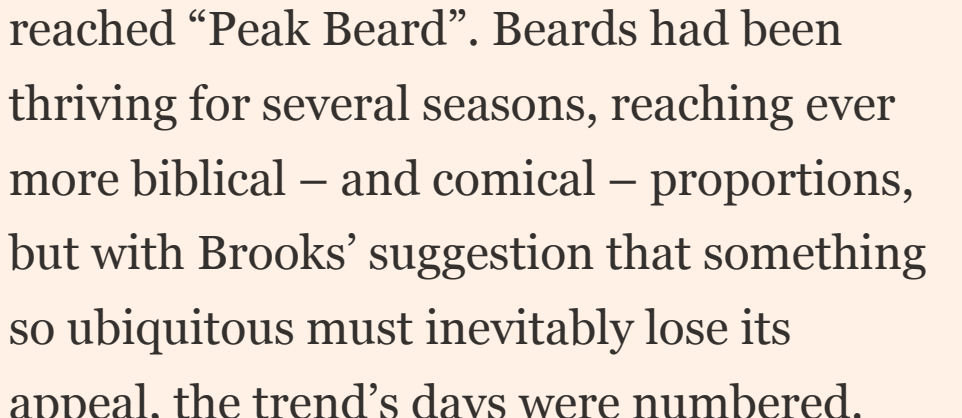 reached “Peak Beard”. Beards had been
thriving for several seasons, reaching ever
more biblical – and comical – proportions,
but with Brooks’ suggestion that something
so ubiquitous must inevitably lose its
appeal, the trend’s days were numbered.